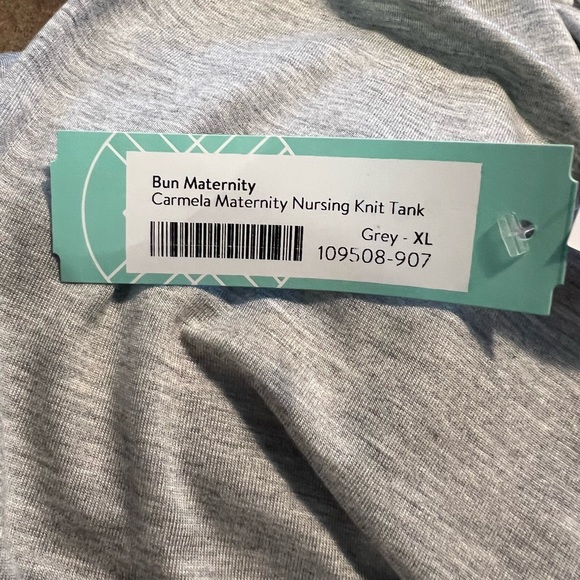 Bun Maternity
Carmela Maternity Nursing Knit Tank
Grey - XL
109508-907